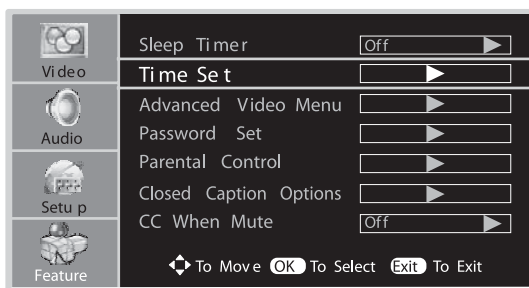 Video
Audio
Setup
Feature
Sleep Timer Off
Time Set
Advanced Video Menu
Password Set
Parental Control
Closed Caption Options
CC When Mute Off
To Move OK To Select Exit To Exit